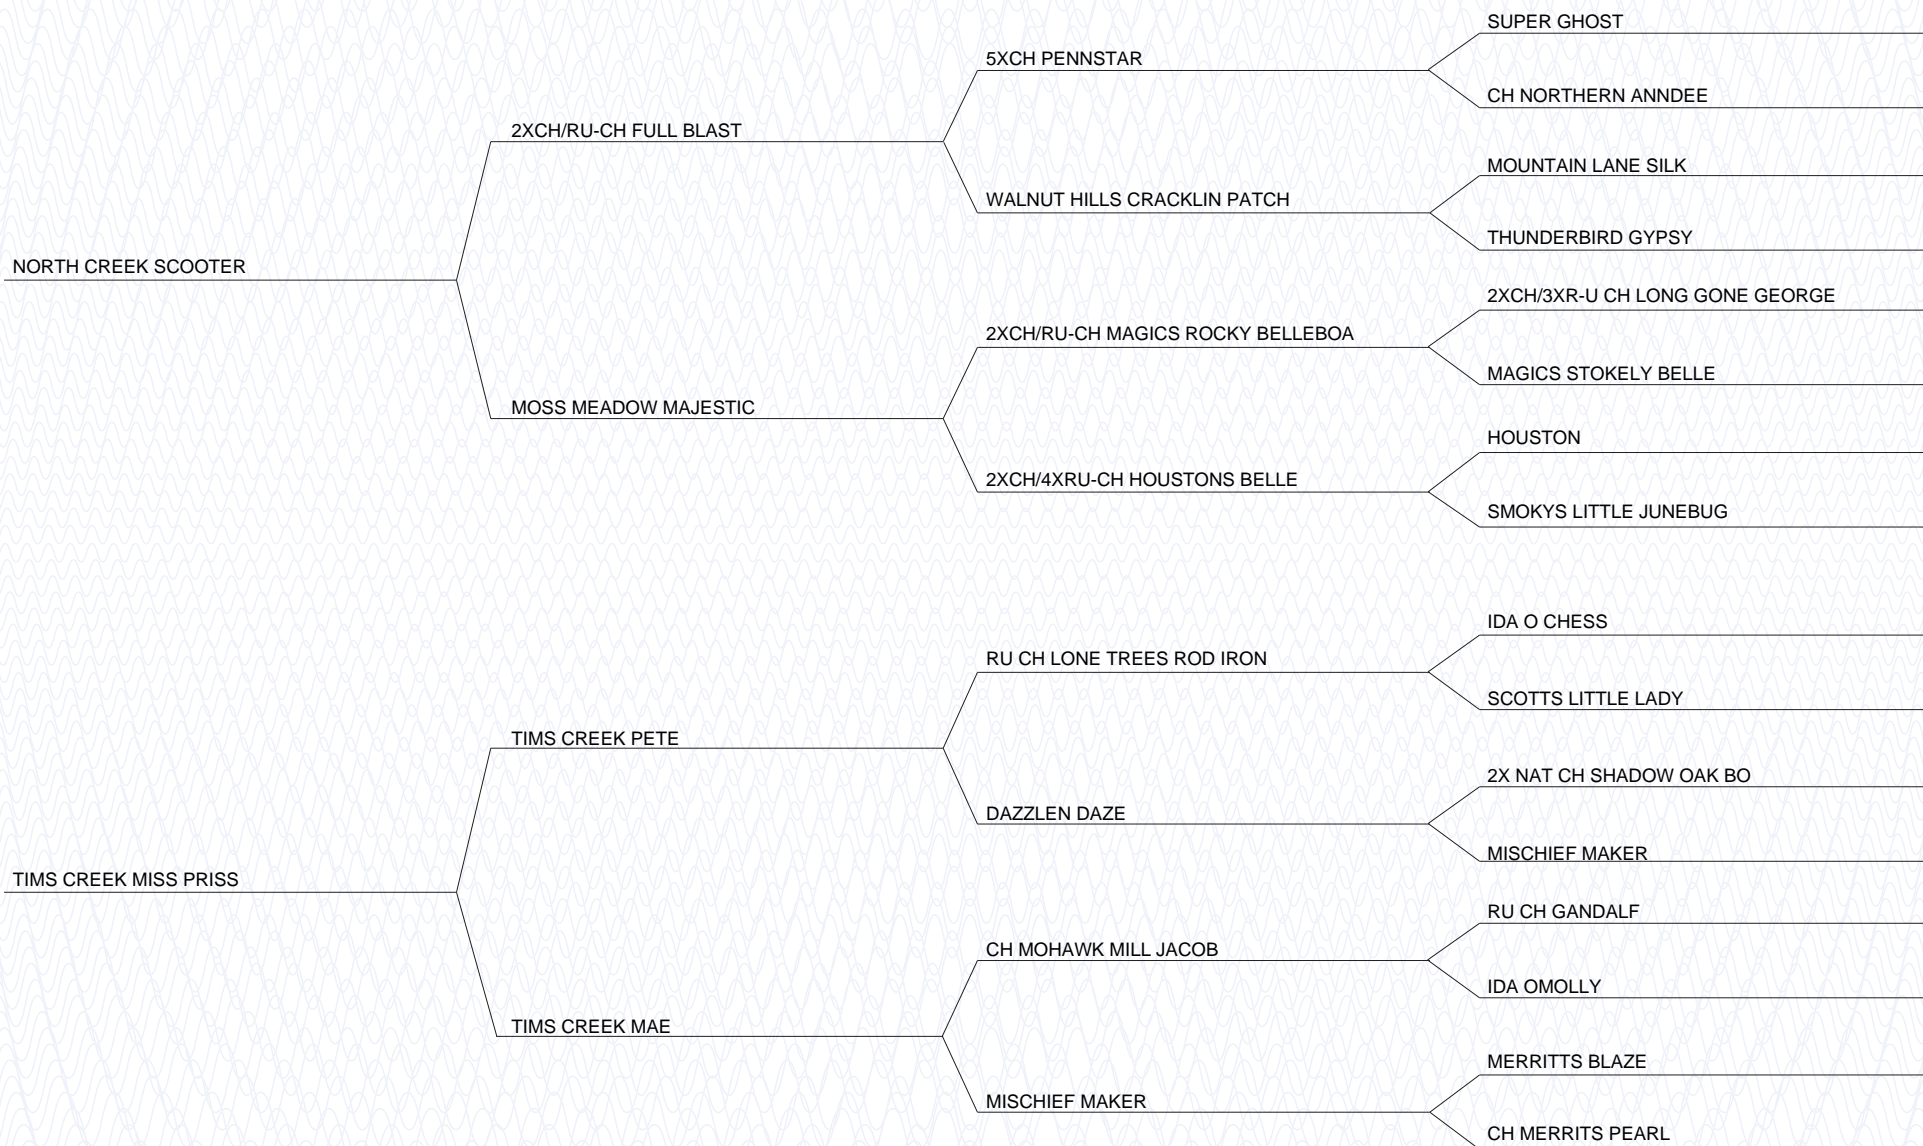 SUPER GHOST
5XCH PENNSTAR
CH NORTHERN ANNDEE
2XCH/RU-CH FULL BLAST
MOUNTAIN LANE SILK
WALNUT HILLS CRACKLIN PATCH
THUNDERBIRD GYPSY
NORTH CREEK SCOOTER
2XCH/3XR-U CH LONG GONE GEORGE
2XCH/RU-CH MAGICS ROCKY BELLEBOA
MAGICS STOKELY BELLE
MOSS MEADOW MAJESTIC
HOUSTON
2XCH/4XRU-CH HOUSTONS BELLE
SMOKYS LITTLE JUNEBUG
IDA O CHESS
RU CH LONE TREES ROD IRON
SCOTTS LITTLE LADY
TIMS CREEK PETE
2X NAT CH SHADOW OAK BO
DAZZLEN DAZE
MISCHIEF MAKER
TIMS CREEK MISS PRISS
RU CH GANDALF
CH MOHAWK MILL JACOB
IDA OMOLLY
TIMS CREEK MAE
MERRITTS BLAZE
MISCHIEF MAKER
CH MERRITS PEARL